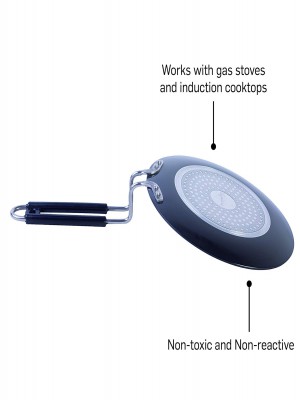 Works with gas stoves
and induction cooktops
Non-toxic and Non-reactive